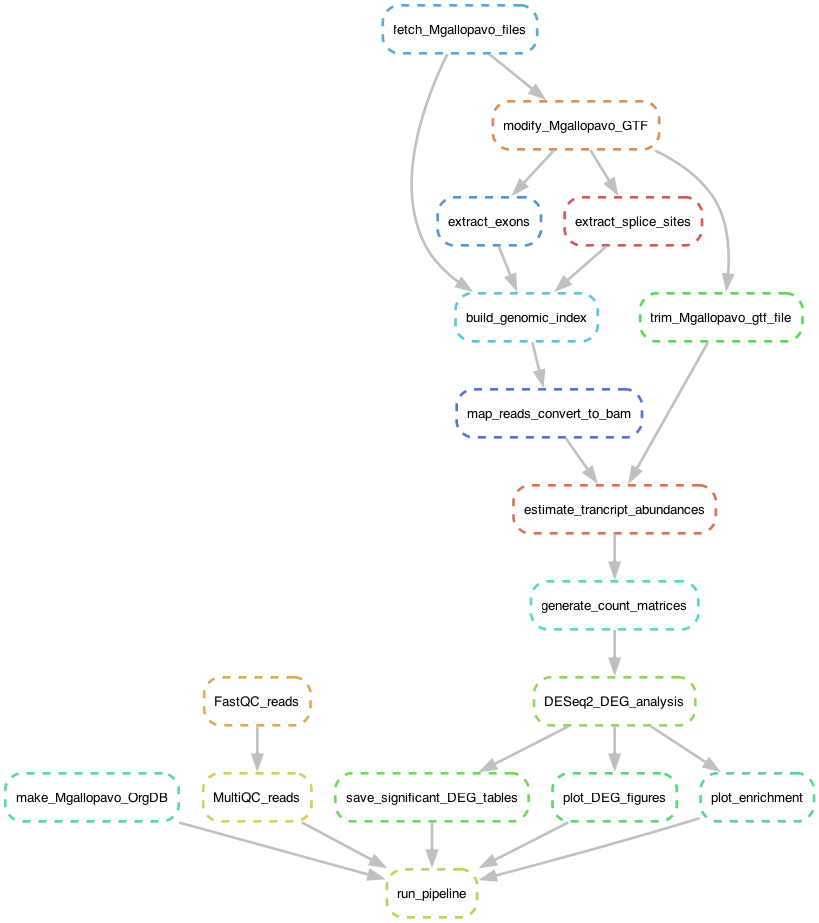 fetch_Mgallopavo_files
modify_Mgallopavo_GTF
extract_exons
extract_splice_sites
build_genomic_index
trim_Mgallopavo_gtf_file
map_reads_convert_to_bam
estimate_trancript_abundances
generate_count_matrices
FastQC_reads
DESeq2_DEG_analysis
make_Mgallopavo_OrgDB
MultiQC_reads
save_significant_DEG_tables
plot_DEG_figures
plot_enrichment
run_pipeline